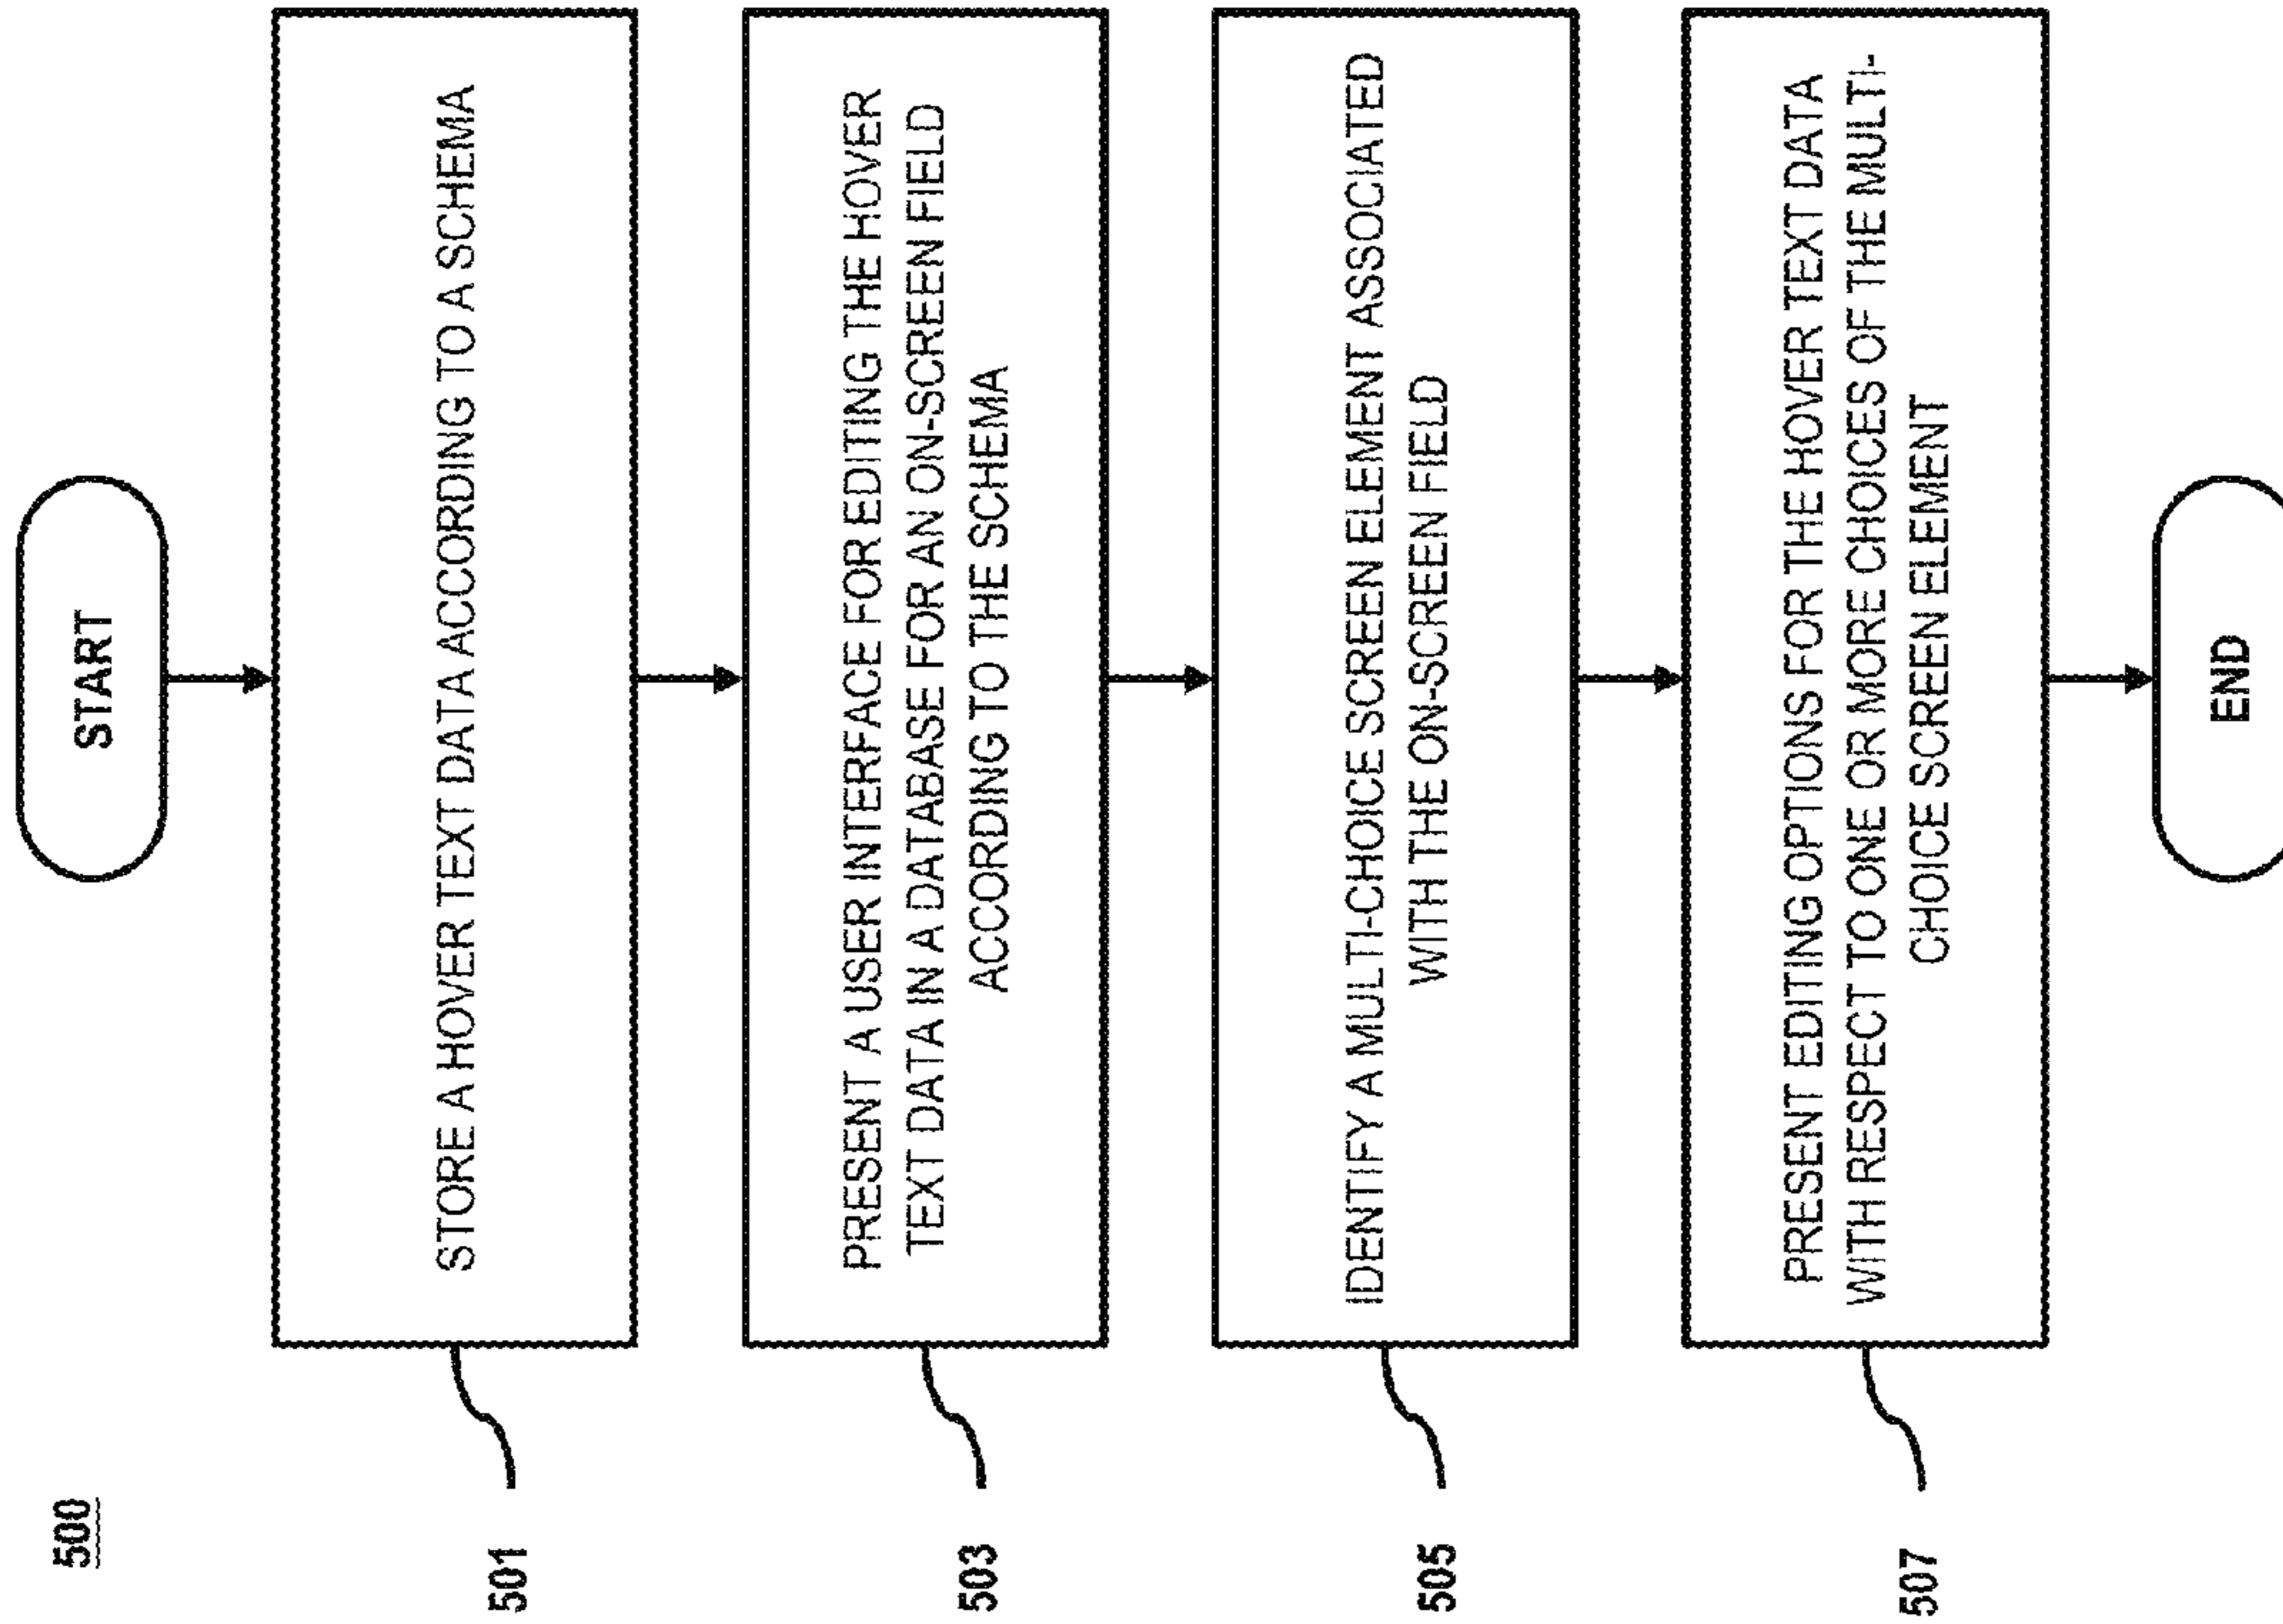 500
START
501
STORE A HOVER TEXT DATA ACCORDING TO A SCHEMA
503
PRESENT A USER INTERFACE FOR EDITING THE HOVER
TEXT DATA IN A DATABASE FOR AN ON-SCREEN FIELD
ACCORDING TO THE SCHEMA
505
IDENTIFY A MULTI-CHOICE SCREEN ELEMENT ASSOCIATED
WITH THE ON-SCREEN FIELD
507
PRESENT EDITING OPTIONS FOR THE HOVER TEXT DATA
WITH RESPECT TO ONE OR MORE CHOICES OF THE MULTI-
CHOICE SCREEN ELEMENT
END